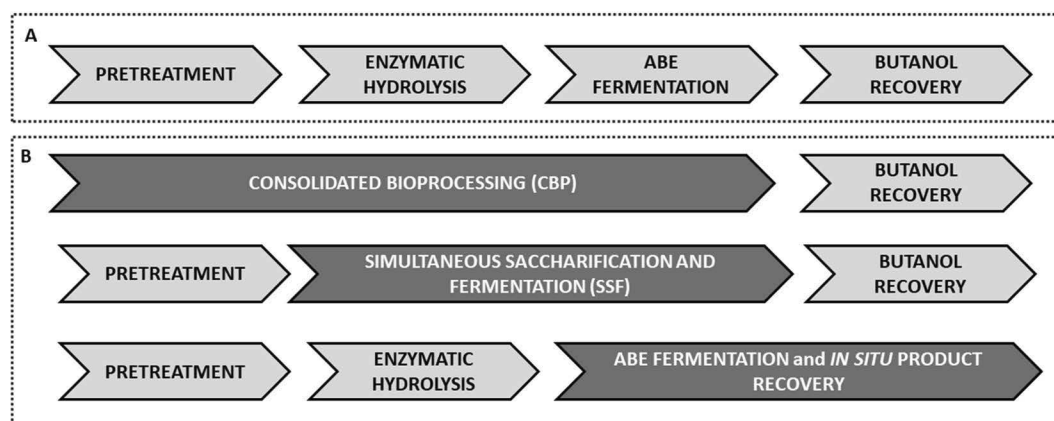 A
PRETREATMENT
ENZYMATIC
HYDROLYSIS
ABE
FERMENTATION
BUTANOL
RECOVERY
B
CONSOLIDATED BIOPROCESSING (CBP)
BUTANOL
RECOVERY
PRETREATMENT
SIMULTANEOUS SACCHARIFICATION AND
FERMENTATION (SSF)
BUTANOL
RECOVERY
PRETREATMENT
ENZYMATIC
HYDROLYSIS
ABE FERMENTATION and IN SITU PRODUCT
RECOVERY